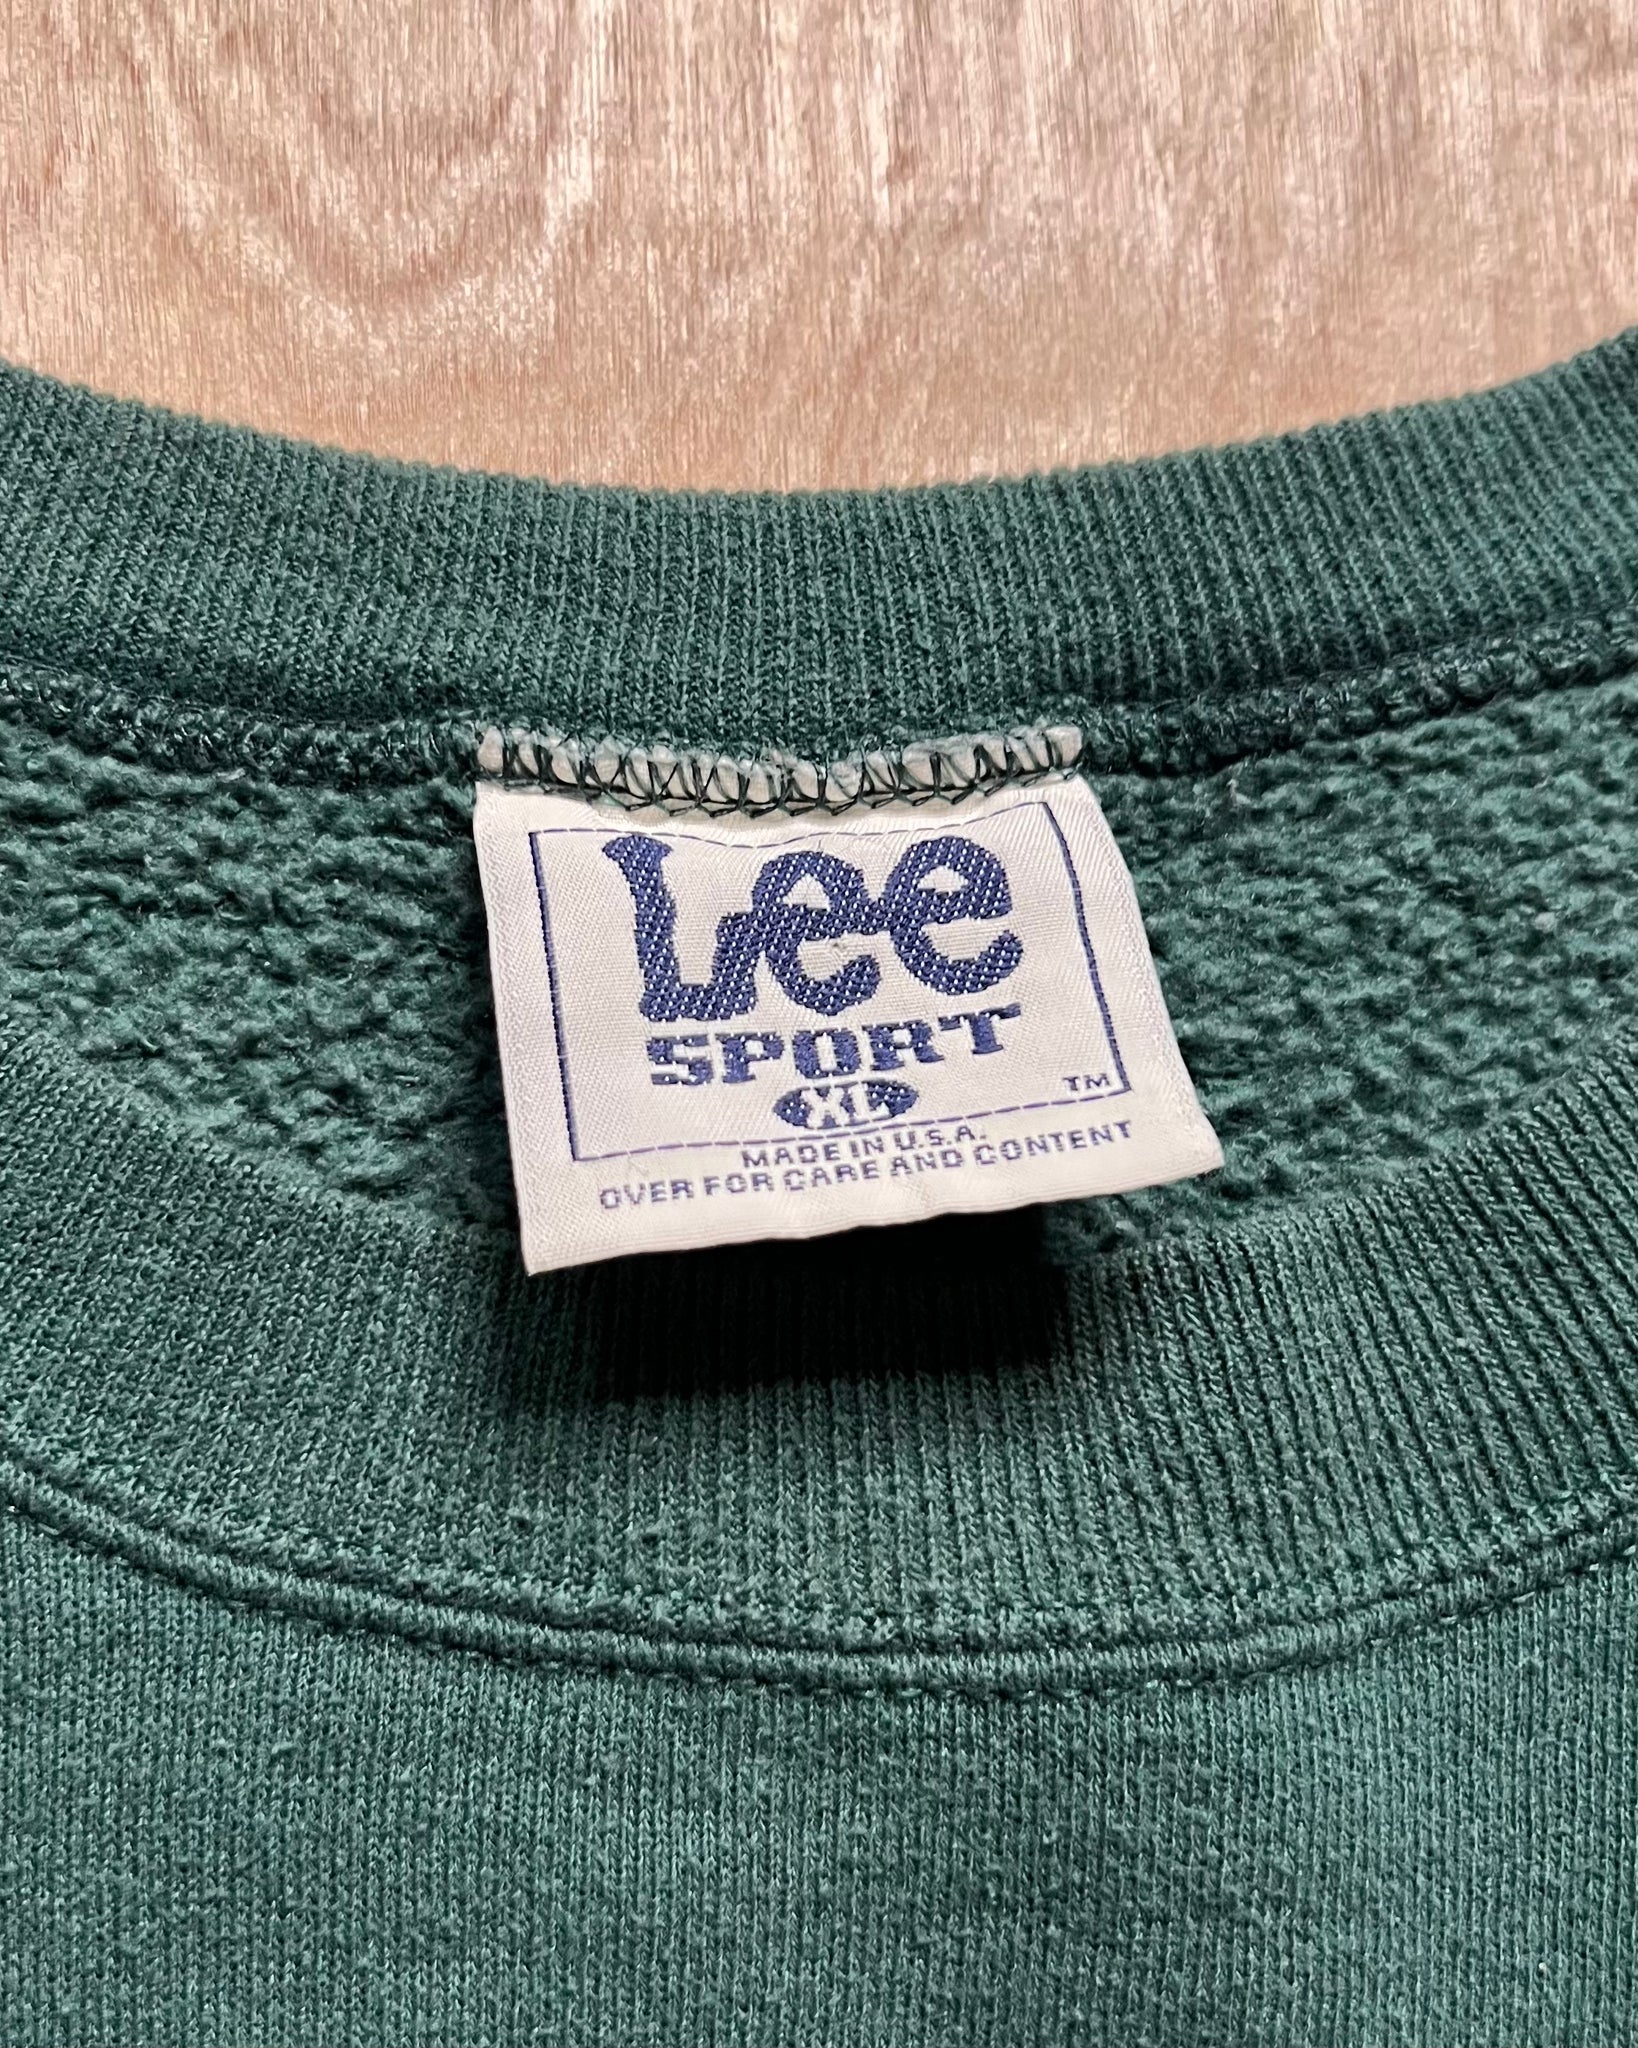 Lee
SPORT
XL
TM
MADE IN U.S.A.
OVER FOR CARE AND CONTENT